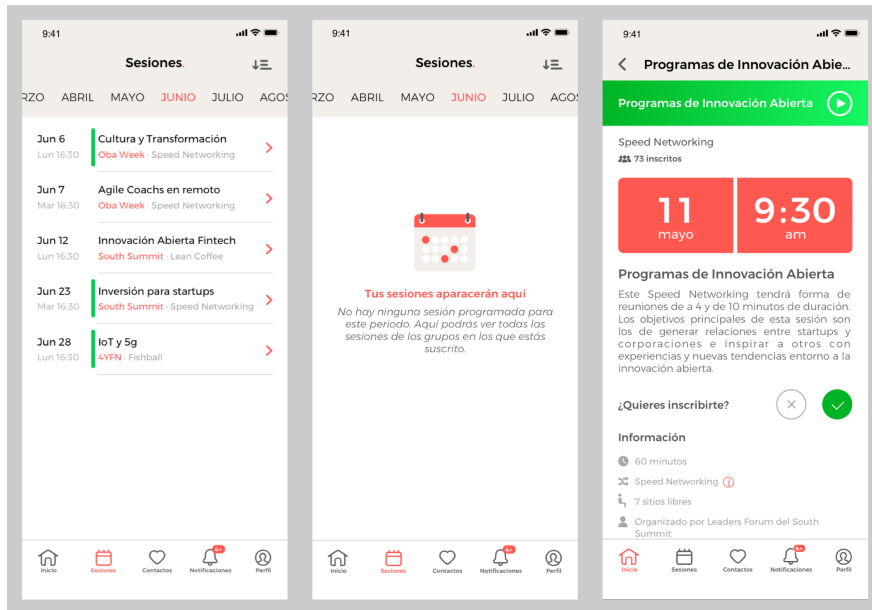 9:41
Sesiones.
RZO ABRIL MAYO JUNIO JULIO AGOS
Jun 6 Cultura y Transformación
Lun 16:30 Oba Week · Speed Networking
Jun 7 Agile Coachs en remoto
Mar 16:30 Oba Week · Speed Networking
Jun 12 Innovación Abierta Fintech
Lun 16:30 South Summit · Lean Coffee
Jun 23 Inversión para startups
Mar 16:30 South Summit · Speed Networking
Jun 28 IoT y 5g
Lun 16:30 4YFN · Fishball
4+
Inicio Sesiones Contactos Notificaciones Perfil
9:41
Sesiones.
RZO ABRIL MAYO JUNIO JULIO AGOS
Tus sesiones aparacerán aquí
No hay ninguna sesión programada para
este periodo. Aquí podrás ver todas las
sesiones de los grupos en los que estás
suscrito.
4+
Inicio Sesiones Contactos Notificaciones Perfil
9:41
Programas de Innovación Abie...
Programas de Innovación Abierta
Speed Networking
73 inscritos
11 9:30
mayo am
Programas de Innovación Abierta
Este Speed Networking tendrá forma de
reuniones de a 4 y de 10 minutos de duración.
Los objetivos principales de esta sesión son
los de generar relaciones entre startups y
corporaciones e inspirar a otros con
experiencias y nuevas tendencias entorno a la
innovación abierta.
¿Quieres inscribirte?
Información
60 minutos
Speed Networking
7 sitios libres
Organizado por Leaders Forum del South
Summit
4+
Inicio Sesiones Contactos Notificaciones Perfil